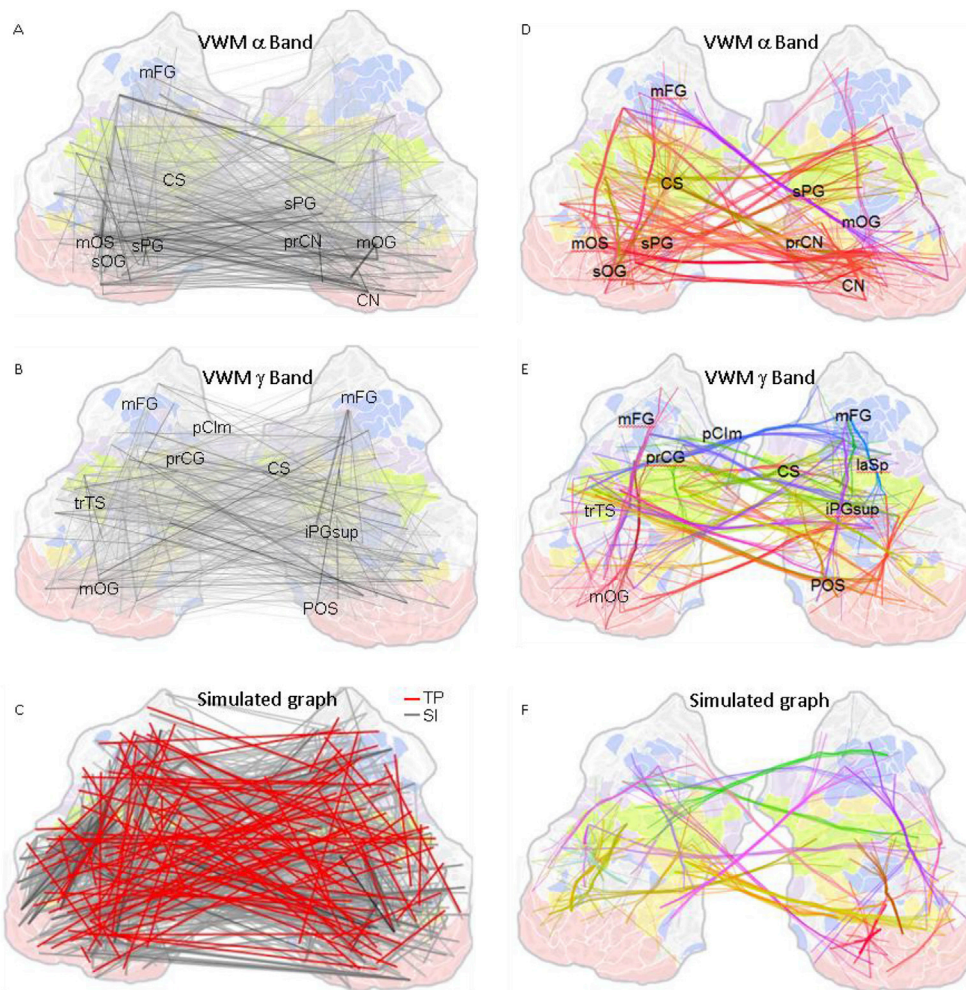 A
VWM α Band
mFG
CS
sPG
mOS
sPG
prCN
mOG
sOG
CN
D
VWM α Band
mFG
CS
sPG
mOG
mOS
sPG
prCN
sOG
CN
B
VWM γ Band
mFG
mFG
pCIm
prCG
CS
trTS
iPGsup
mOG
POS
E
VWM γ Band
mFG
mFG
pCIm
prCG
CS
laSp
trTS
iPGsup
mOG
POS
C
Simulated graph
TP
SI
F
Simulated graph